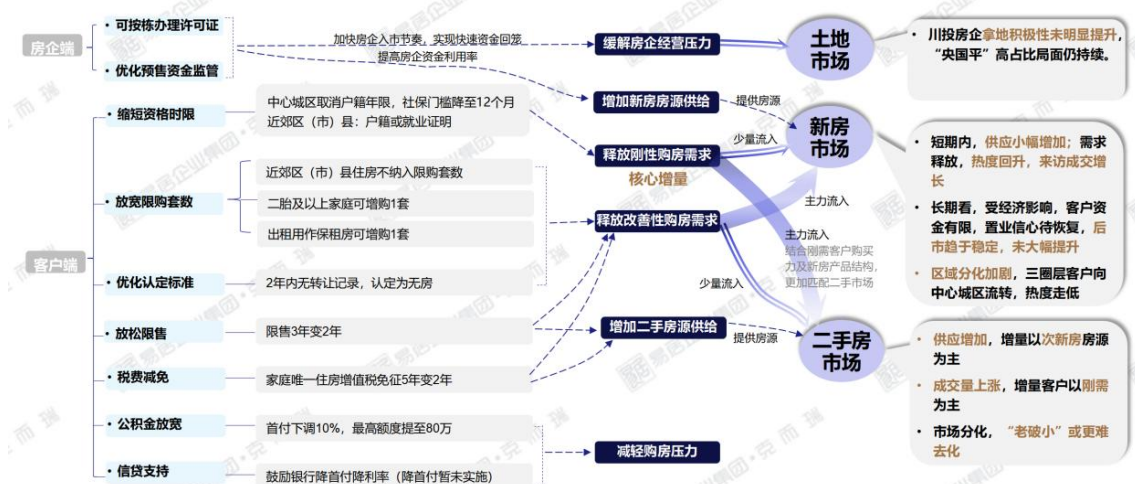 房企端
· 可按栋办理许可证
· 优化预售资金监管
加快房企入市节奏，实现快速资金回笼
提高房企资金利用率
缓解房企经营压力
增加新房房源供给
提供房源
土地
市场
· 川投房企拿地积极性未明显提升，
“央国平”高占比局面仍持续。
客户端
· 缩短资格时限
中心城区取消户籍年限，社保门槛降至12个月
近郊区（市）县：户籍或就业证明
· 放宽限购套数
近郊区（市）县住房不纳入限购套数
二胎及以上家庭可增购1套
出租用作保租房可增购1套
· 优化认定标准
2年内无转让记录，认定为无房
· 放松限售
限售3年变2年
· 税费减免
家庭唯一住房增值税免征5年变2年
· 公积金放宽
首付下调10%，最高额度提至80万
· 信贷支持
鼓励银行降首付降利率（降首付暂未实施）
释放刚性购房需求
核心增量
释放改善性购房需求
增加二手房源供给
减轻购房压力
少量流入
主力流入
主力流入
结合刚需客户购买
力及新房产品结构，
更加匹配二手市场
少量流入
提供房源
新房
市场
· 短期内，供应小幅增加；需求
释放，热度回升，来访成交增
长
· 长期看，受经济影响，客户资
金有限，置业信心待恢复，后
市趋于稳定，未大幅提升
· 区域分化加剧，三圈层客户向
中心城区流转，热度走低
二手房
市场
· 供应增加，增量以次新房房源
为主
· 成交量上涨，增量客户以刚需
为主
· 市场分化，“老破小”或更难
去化
易居企业集团·克而瑞